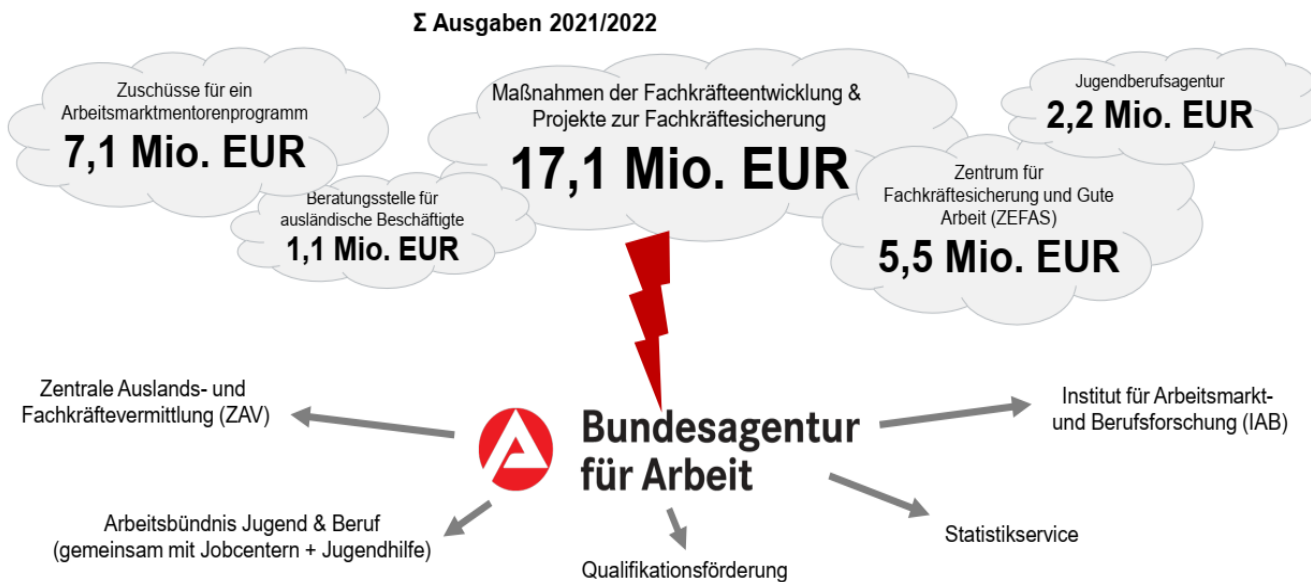 Σ Ausgaben 2021/2022
Zuschüsse für ein
Arbeitsmarktmentorenprogramm
7,1 Mio. EUR
Beratungsstelle für
ausländische Beschäftigte
1,1 Mio. EUR
Maßnahmen der Fachkräfteentwicklung &
Projekte zur Fachkräftesicherung
17,1 Mio. EUR
Jugendberufsagentur
2,2 Mio. EUR
Zentrum für
Fachkräftesicherung und Gute
Arbeit (ZEFAS)
5,5 Mio. EUR
Zentrale Auslands- und
Fachkräftevermittlung (ZAV)
Bundesagentur
für Arbeit
Institut für Arbeitsmarkt-
und Berufsforschung (IAB)
Arbeitsbündnis Jugend & Beruf
(gemeinsam mit Jobcentern + Jugendhilfe)
Qualifikationsförderung
Statistikservice